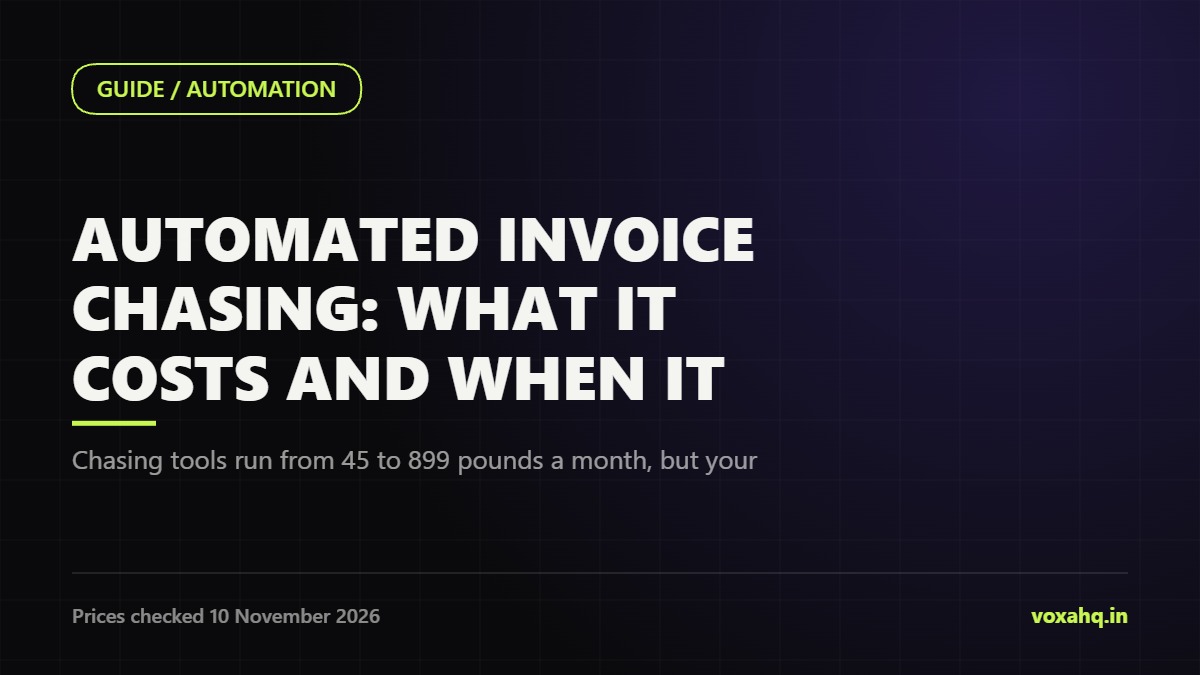 GUIDE / AUTOMATION
AUTOMATED INVOICE
CHASING: WHAT IT
COSTS AND WHEN IT
Chasing tools run from 45 to 899 pounds a month, but your
Prices checked 10 November 2026
voxahq.in